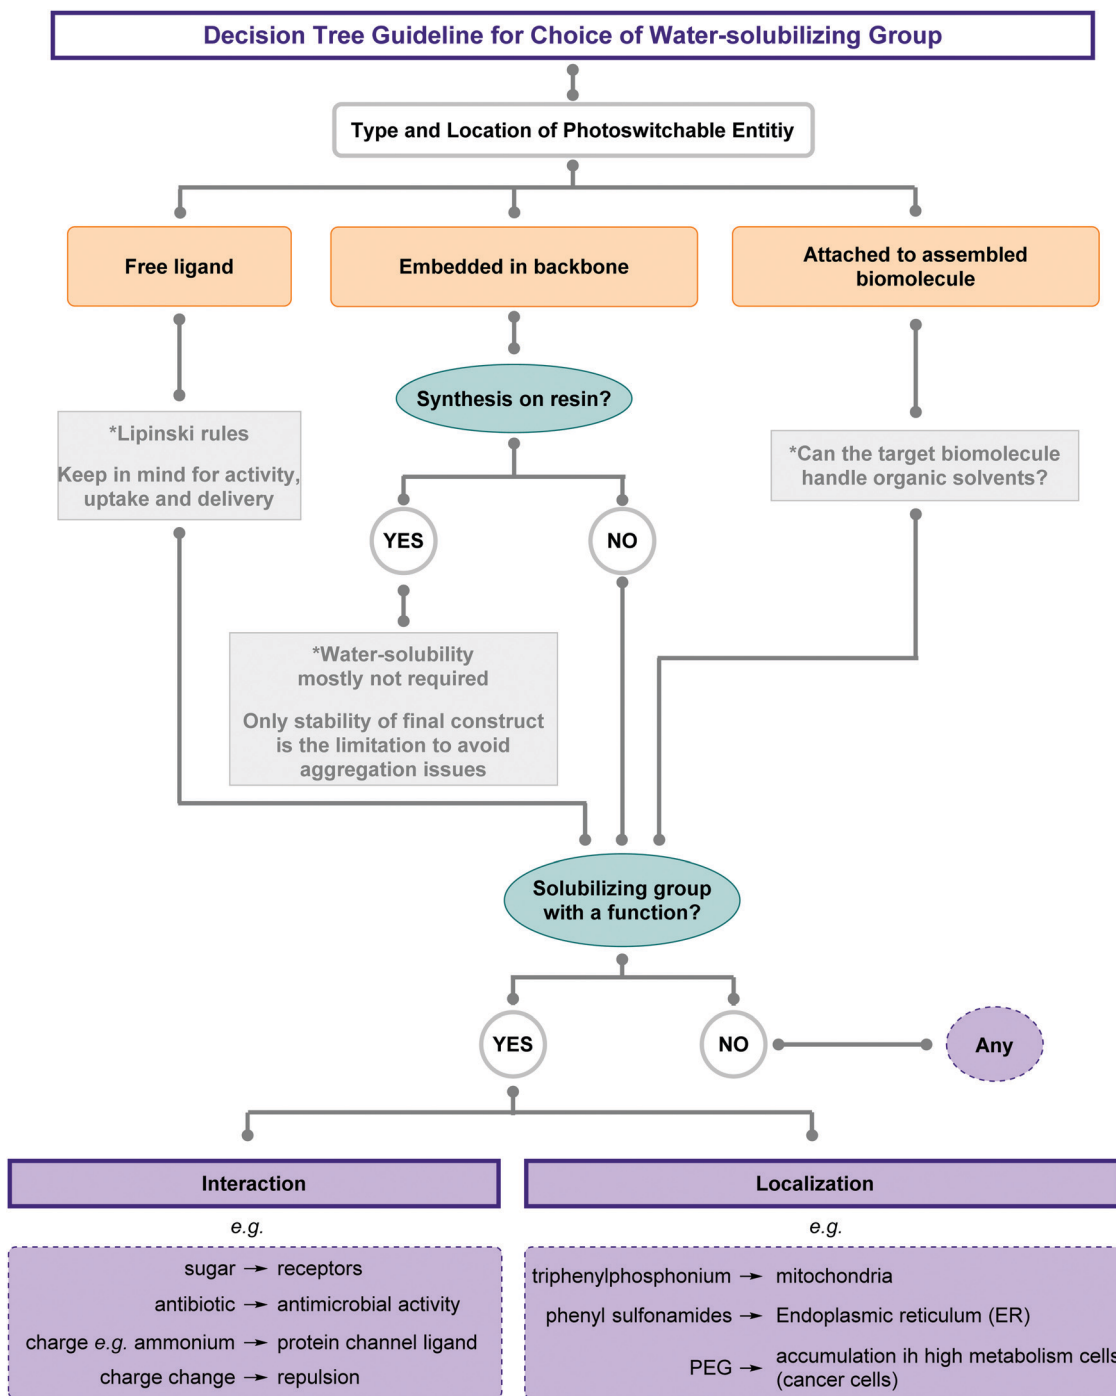 Decision Tree Guideline for Choice of Water-solubilizing Group
Type and Location of Photoswitchable Entitiy
Free ligand
Embedded in backbone
Attached to assembled
biomolecule
Synthesis on resin?
*Lipinski rules
Keep in mind for activity,
uptake and delivery
*Can the target biomolecule
handle organic solvents?
YES
NO
*Water-solubility
mostly not required
Only stability of final construct
is the limitation to avoid
aggregation issues
Solubilizing group
with a function?
YES
NO
Any
Interaction
e.g.
sugar → receptors
antibiotic → antimicrobial activity
charge e.g. ammonium → protein channel ligand
charge change → repulsion
Localization
e.g.
triphenylphosphonium → mitochondria
phenyl sulfonamides → Endoplasmic reticulum (ER)
PEG → accumulation ih high metabolism cells
(cancer cells)